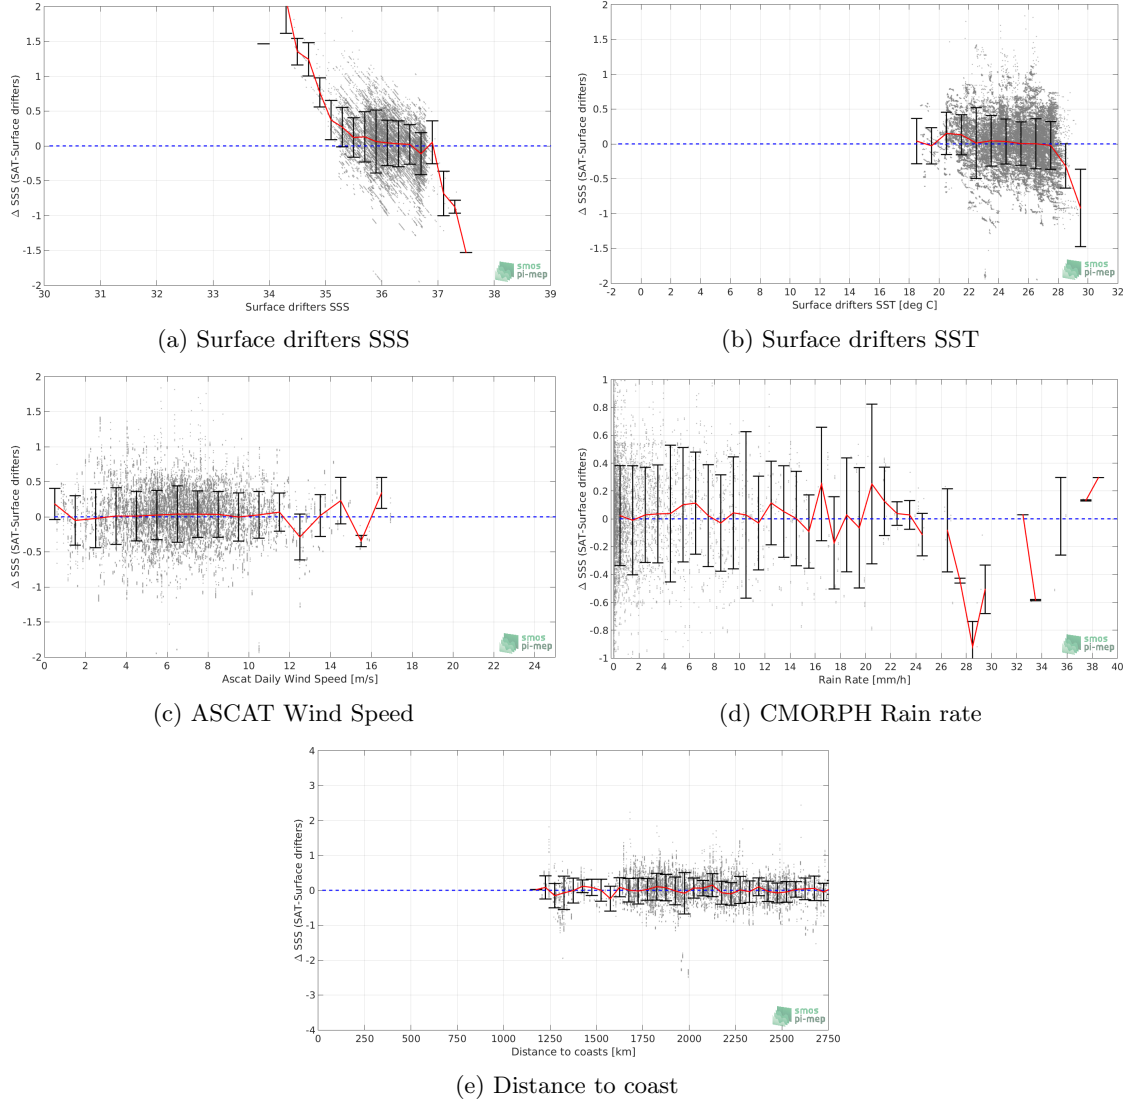 2
1.5
1
0.5
0
-0.5
-1
-1.5
-2
Δ SSS (SAT-Surface drifters)
30 31 32 33 34 35 36 37 38 39
Surface drifters SSS
smos
pi-mep
(a) Surface drifters SSS
2
1.5
1
0.5
0
-0.5
-1
-1.5
-2
Δ SSS (SAT-Surface drifters)
-2 0 2 4 6 8 10 12 14 16 18 20 22 24 26 28 30 32
Surface drifters SST [deg C]
smos
pi-mep
(b) Surface drifters SST
2
1.5
1
0.5
0
-0.5
-1
-1.5
-2
Δ SSS (SAT-Surface drifters)
0 2 4 6 8 10 12 14 16 18 20 22 24
Ascat Daily Wind Speed [m/s]
smos
pi-mep
(c) ASCAT Wind Speed
1
0.8
0.6
0.4
0.2
0
-0.2
-0.4
-0.6
-0.8
-1
Δ SSS (SAT-Surface drifters)
0 2 4 6 8 10 12 14 16 18 20 22 24 26 28 30 32 34 36 38 40
Rain Rate [mm/h]
smos
pi-mep
(d) CMORPH Rain rate
4
3
2
1
0
-1
-2
-3
-4
Δ SSS (SAT-Surface drifters)
0 250 500 750 1000 1250 1500 1750 2000 2250 2500 2750
Distance to coasts [km]
smos
pi-mep
(e) Distance to coast